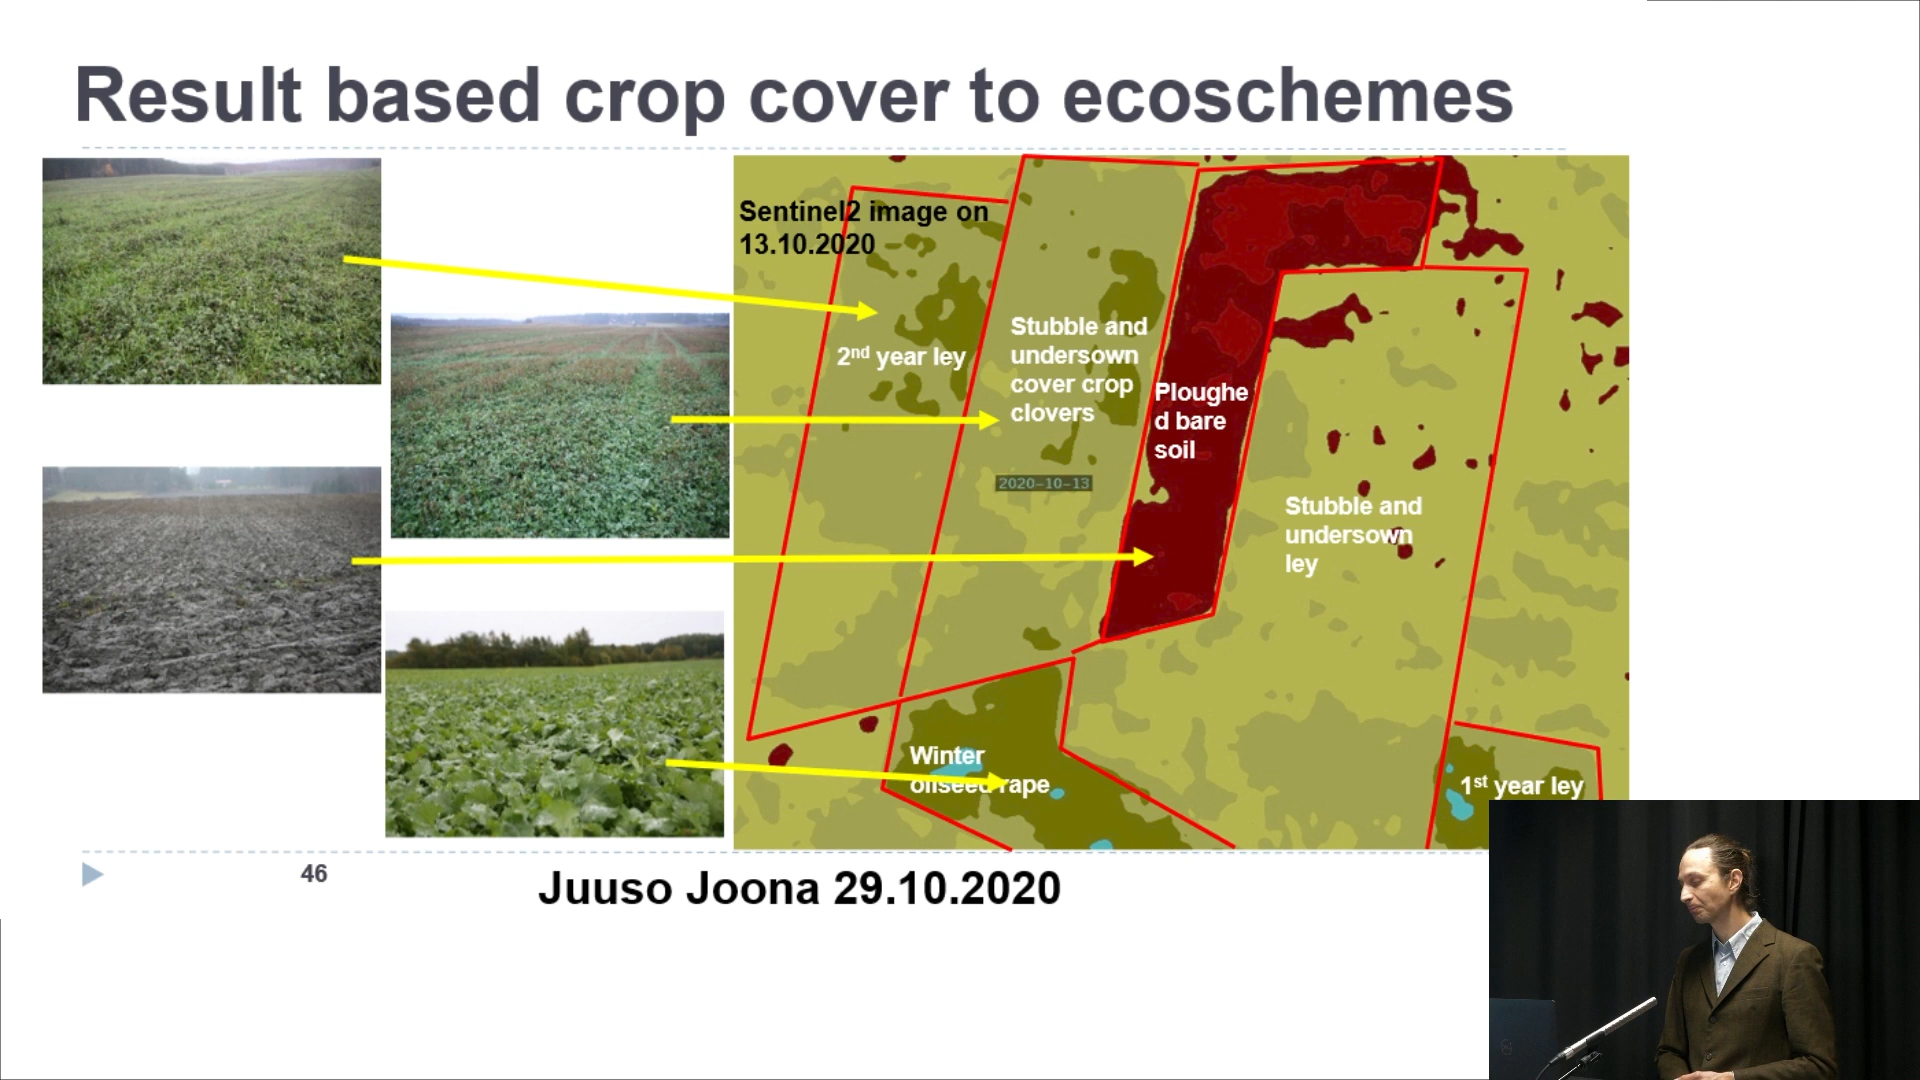 Result based crop cover to ecoschemes
Sentinel2 image on
13.10.2020
2nd year ley
Stubble and
undersown
cover crop
clovers
Ploughe
d bare
soil
2020-10-13
Stubble and
undersown
ley
Winter
oilseed rape
1st year ley
46
Juuso Joona 29.10.2020